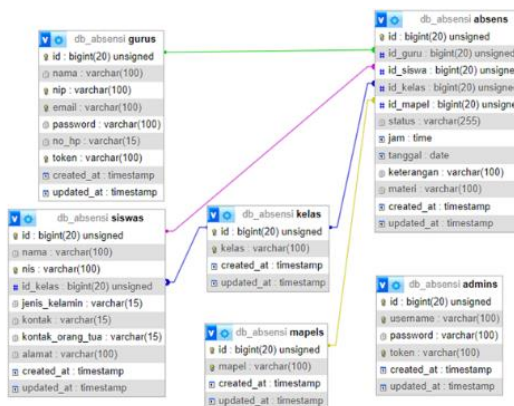 db_absensi gurus
id : bigint(20) unsigned
nama : varchar(100)
nip : varchar(100)
email : varchar(100)
password : varchar(100)
no_hp : varchar(15)
token : varchar(100)
created_at : timestamp
updated_at : timestamp
db_absensi absens
id : bigint(20) unsigned
id_guru : bigint(20) unsigned
id_siswa : bigint(20) unsigned
id_kelas : bigint(20) unsigned
id_mapel : bigint(20) unsigned
status : varchar(255)
jam : time
tanggal : date
keterangan : varchar(100)
materi : varchar(100)
created_at : timestamp
updated_at : timestamp
db_absensi siswas
id : bigint(20) unsigned
nama : varchar(100)
nis : varchar(100)
id_kelas : bigint(20) unsigned
jenis_kelamin : varchar(15)
kontak : varchar(15)
kontak_orang_tua : varchar(15)
alamat : varchar(100)
created_at : timestamp
updated_at : timestamp
db_absensi kelas
id : bigint(20) unsigned
kelas : varchar(100)
created_at : timestamp
updated_at : timestamp
db_absensi mapels
id : bigint(20) unsigned
mapel : varchar(100)
created_at : timestamp
updated_at : timestamp
db_absensi admins
id : bigint(20) unsigned
username : varchar(100)
password : varchar(100)
token : varchar(100)
created_at : timestamp
updated_at : timestamp